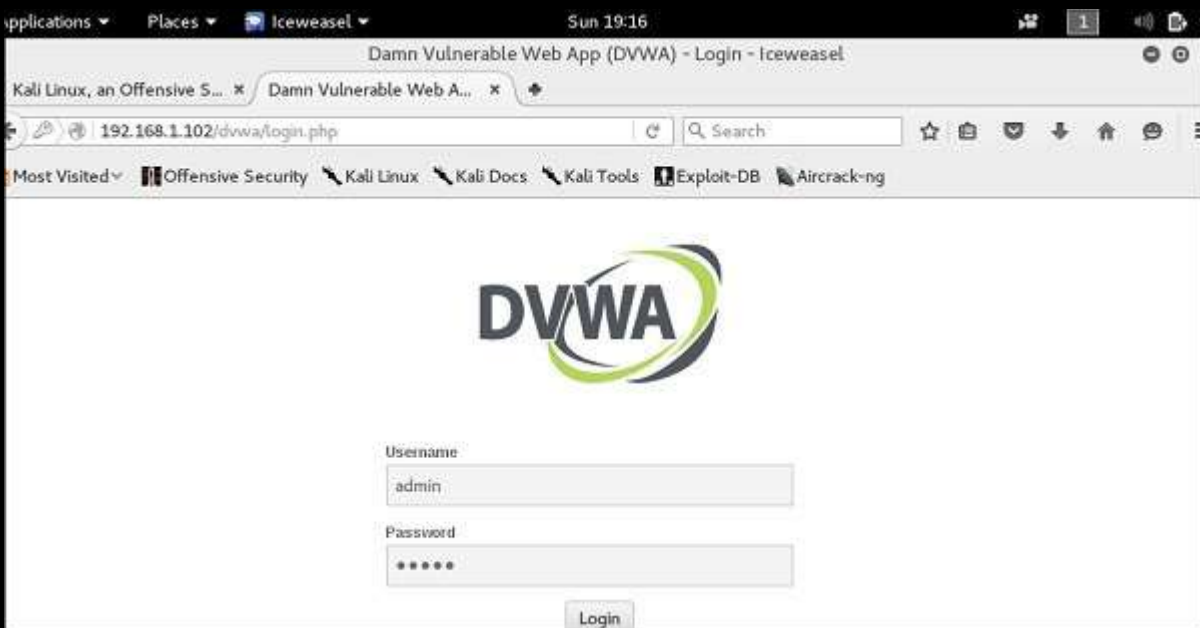 Applications Places Iceweasel Sun 19:16 1
Damn Vulnerable Web App (DVWA) - Login - Iceweasel
Kali Linux, an Offensive S... Damn Vulnerable Web A...
192.168.1.102/dvwa/login.php Search
Most Visited Offensive Security Kali Linux Kali Docs Kali Tools Exploit-DB Aircrack-ng
DVWA
Username
admin
Password
•••••
Login